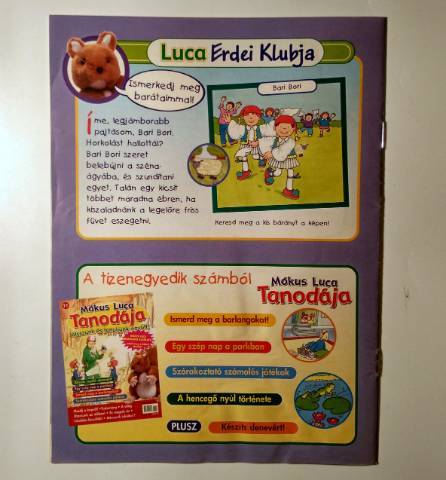 Luca Erdei Klubja
Ismerkedj meg
barátaimmal!
Bari Bori
Íme, legjámborabb
pajtásom, Bari Bori.
Horkolást hallottál?
Bari Bori szeret
belebújni a széna-
ágyába, és szundítani
egyet. Talán egy kicsit
többet maradna ébren, ha
kiszaladnánk a legelőre friss
füvet eszegetni.
Keresd meg a kis bárányt a képen!
A tizenegyedik számból
Mókus Luca
Tanodája
Mókus Luca
Tanodája
Ismerd meg a barlangokat!
Egy szép nap a parkban
Szórakoztató számolós játékok
A hencegő nyúl története
PLUSZ
Készíts denevért!